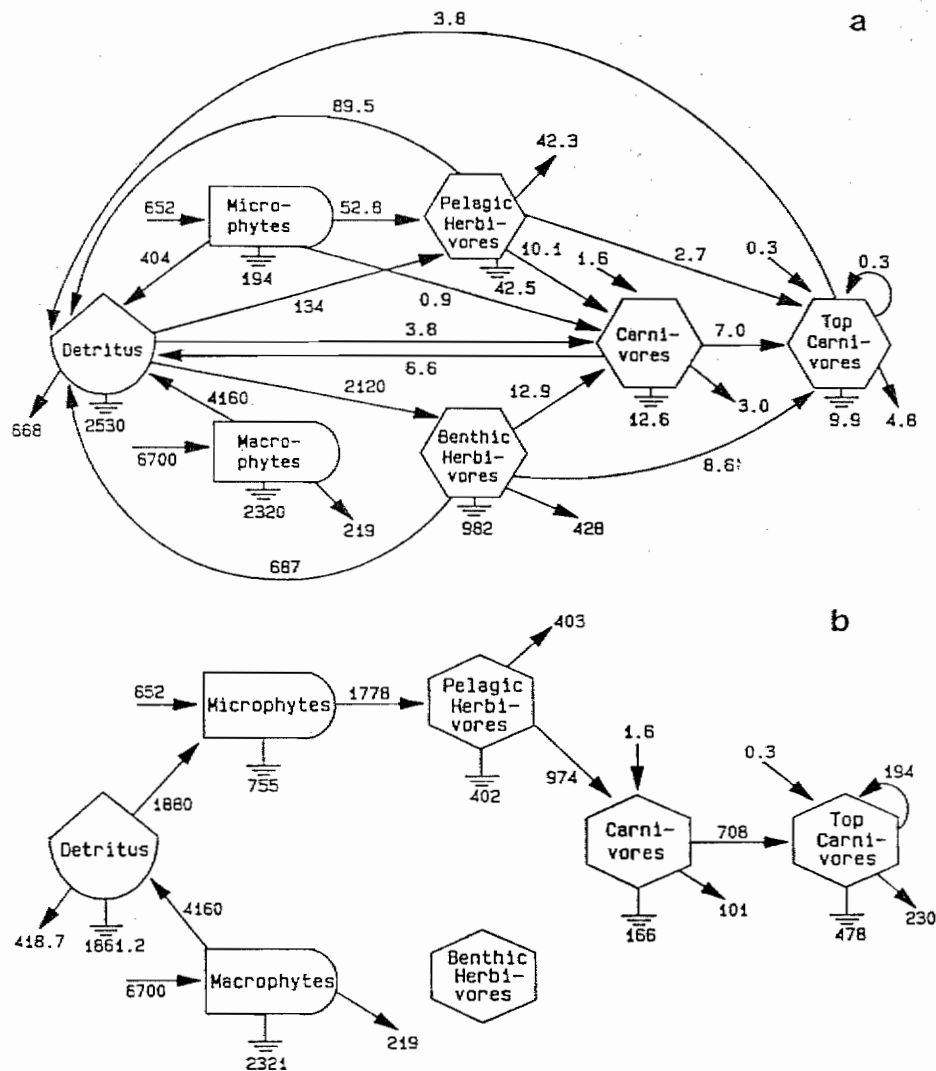 3.8
a
89.5
42.3
Micro-
phytes
652
52.8
Pelagic
Herbi-
vores
404
194
10.1
1.6
2.7
0.3
0.3
42.5
134
0.9
Detritus
3.8
Carni-
vores
7.0
Top
Carni-
vores
6.6
2120
12.9
4160
668
2530
12.6
3.0
9.9
4.8
6700
Macro-
phytes
Benthic
Herbi-
vores
8.6
2320
219
982
428
687
b
403
652
Microphytes
1778
Pelagic
Herbi-
vores
1.6
0.3
194
755
402
974
1880
Detritus
Carni-
vores
708
Top
Carni-
vores
4160
101
230
418.7
1861.2
166
478
6700
Macrophytes
Benthic
Herbi-
vores
219
2321